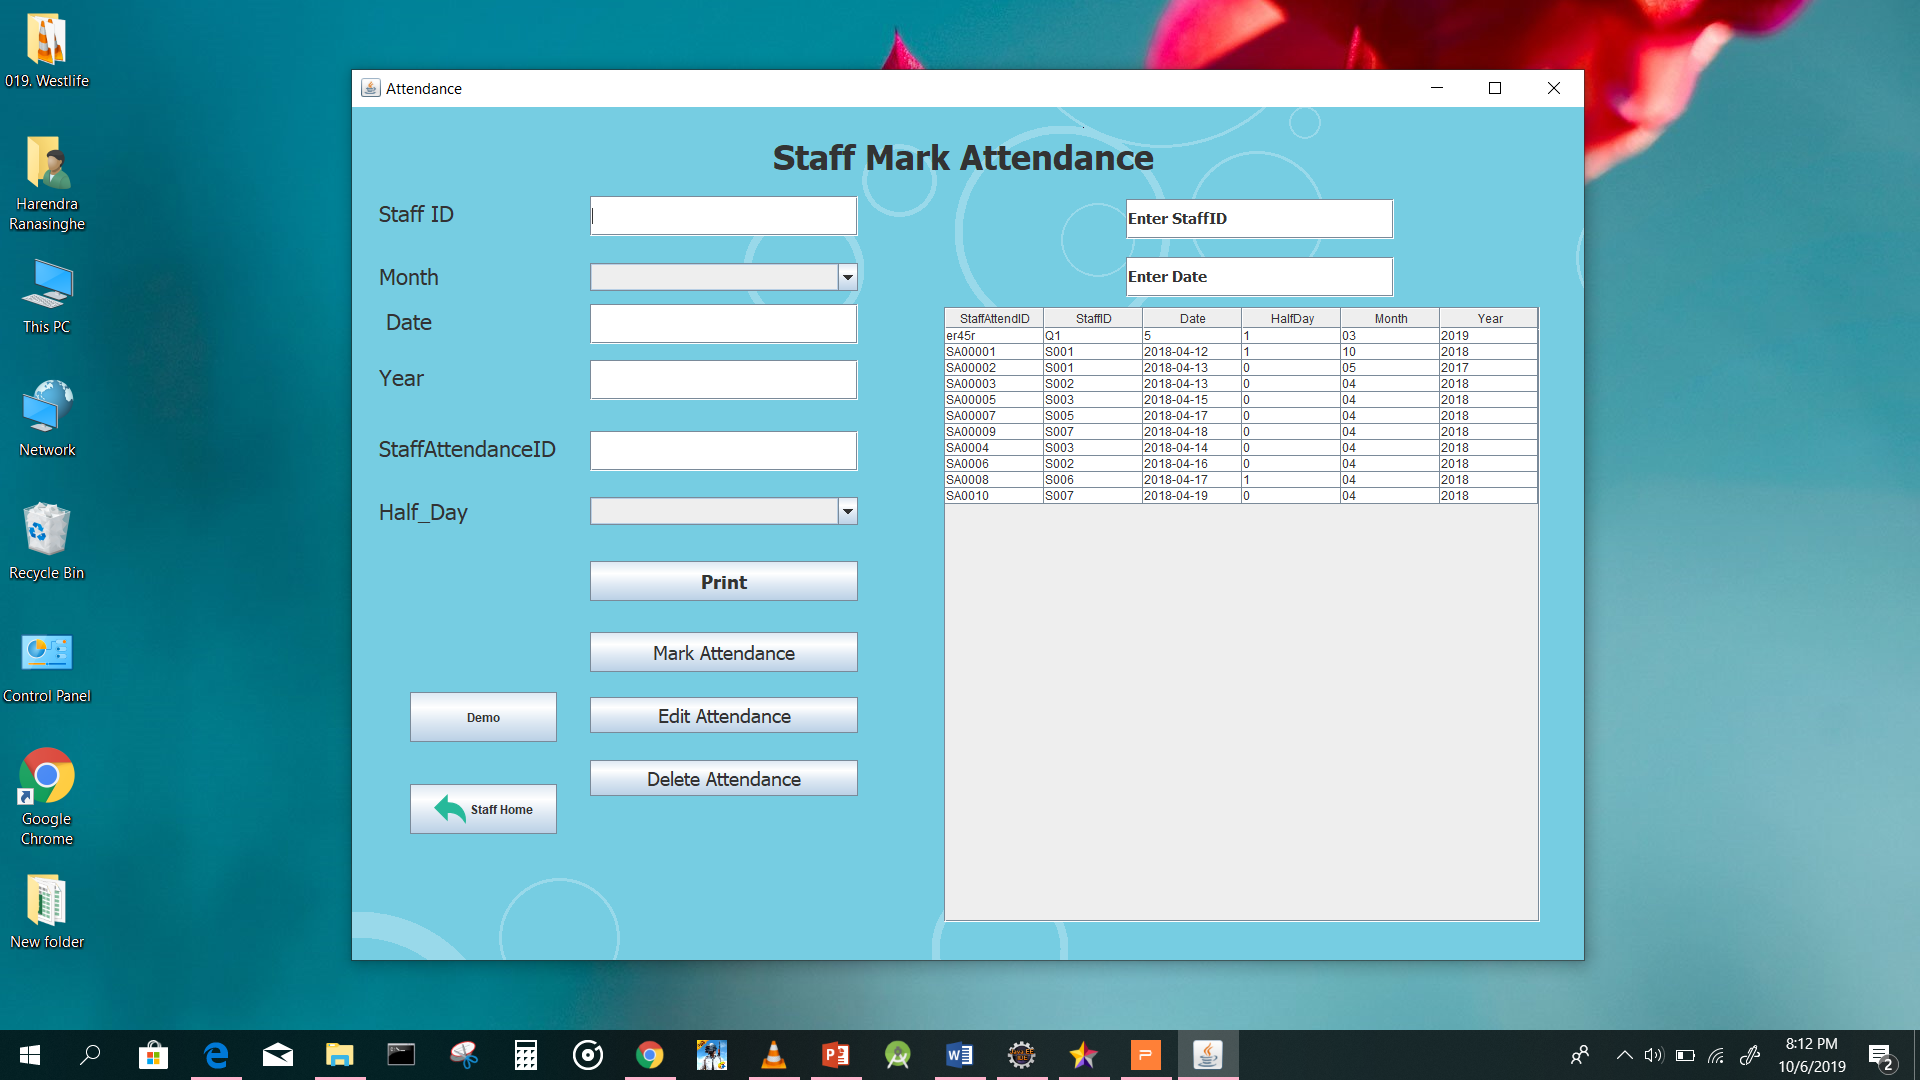 019. Westlife
Harendra
Ranasinghe
This PC
Network
Recycle Bin
Control Panel
Google
Chrome
New folder
Attendance
Staff Mark Attendance
Staff ID
Month
Date
Year
StaffAttendanceID
Half_Day
Print
Mark Attendance
Edit Attendance
Delete Attendance
Demo
Staff Home
Enter StaffID
Enter Date
StaffAttendID StaffID Date HalfDay Month Year
er45r Q1 5 1 03 2019
SA00001 S001 2018-04-12 1 10 2018
SA00002 S001 2018-04-13 0 05 2017
SA00003 S002 2018-04-13 0 04 2018
SA00005 S003 2018-04-15 0 04 2018
SA00007 S005 2018-04-17 0 04 2018
SA00009 S007 2018-04-18 0 04 2018
SA0004 S003 2018-04-14 0 04 2018
SA0006 S002 2018-04-16 0 04 2018
SA0008 S006 2018-04-17 1 04 2018
SA0010 S007 2018-04-19 0 04 2018
8:12 PM
10/6/2019
2